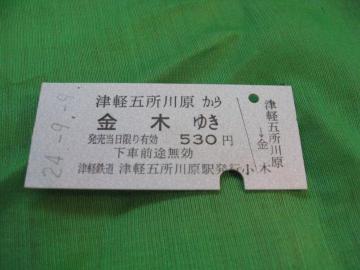 24.-9.-9
津軽五所川原から
金木ゆき
発売当日限り有効 530円
下車前途無効
津軽鉄道 津軽五所川原駅発行小木
津軽五所川原
→金